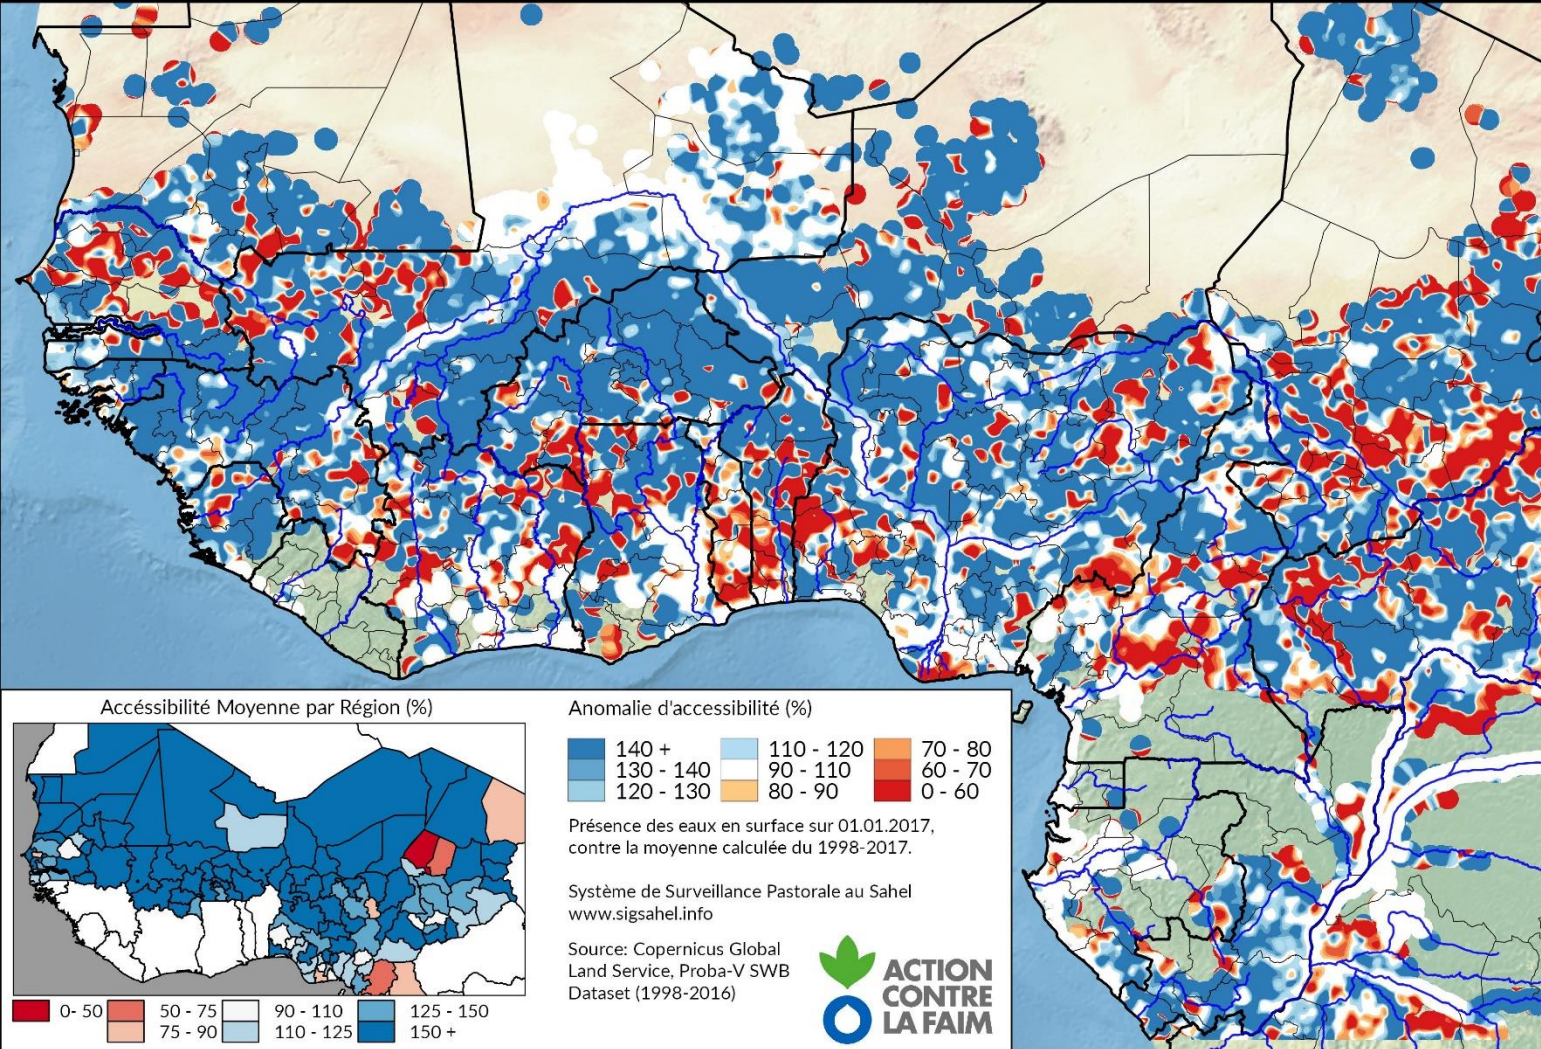 Accéssibilité Moyenne par Région (%)
0- 50
50 - 75
75 - 90
90 - 110
110 - 125
125 - 150
150 +
Anomalie d'accessibilité (%)
140 +
130 - 140
120 - 130
110 - 120
90 - 110
80 - 90
70 - 80
60 - 70
0 - 60
Présence des eaux en surface sur 01.01.2017,
contre la moyenne calculée du 1998-2017.
Système de Surveillance Pastorale au Sahel
www.sigsahel.info
Source: Copernicus Global
Land Service, Proba-V SWB
Dataset (1998-2016)
ACTION
CONTRE
LA FAIM